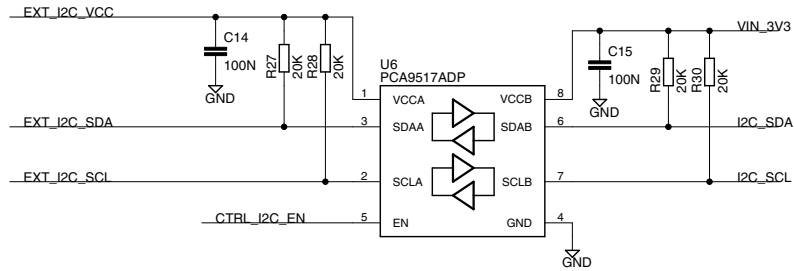 EXT_I2C_VCC
VIN_3V3
C14
100N
GND
R27
20K
R28
20K
U6
PCA9517ADP
C15
100N
GND
R29
20K
R30
20K
1 VCCA VCCB 8
EXT_I2C_SDA 3 SDAA SDAB 6 I2C_SDA
EXT_I2C_SCL 2 SCLA SCLB 7 I2C_SCL
CTRL_I2C_EN 5 EN GND 4
GND